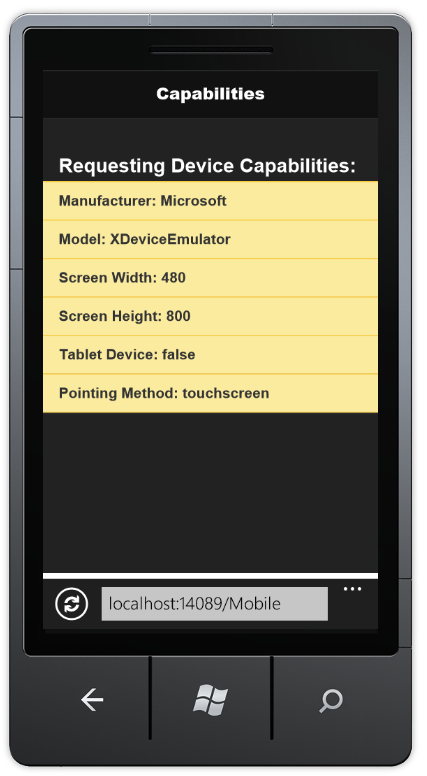 Capabilities
Requesting Device Capabilities:
Manufacturer: Microsoft
Model: XDeviceEmulator
Screen Width: 480
Screen Height: 800
Tablet Device: false
Pointing Method: touchscreen
localhost:14089/Mobile